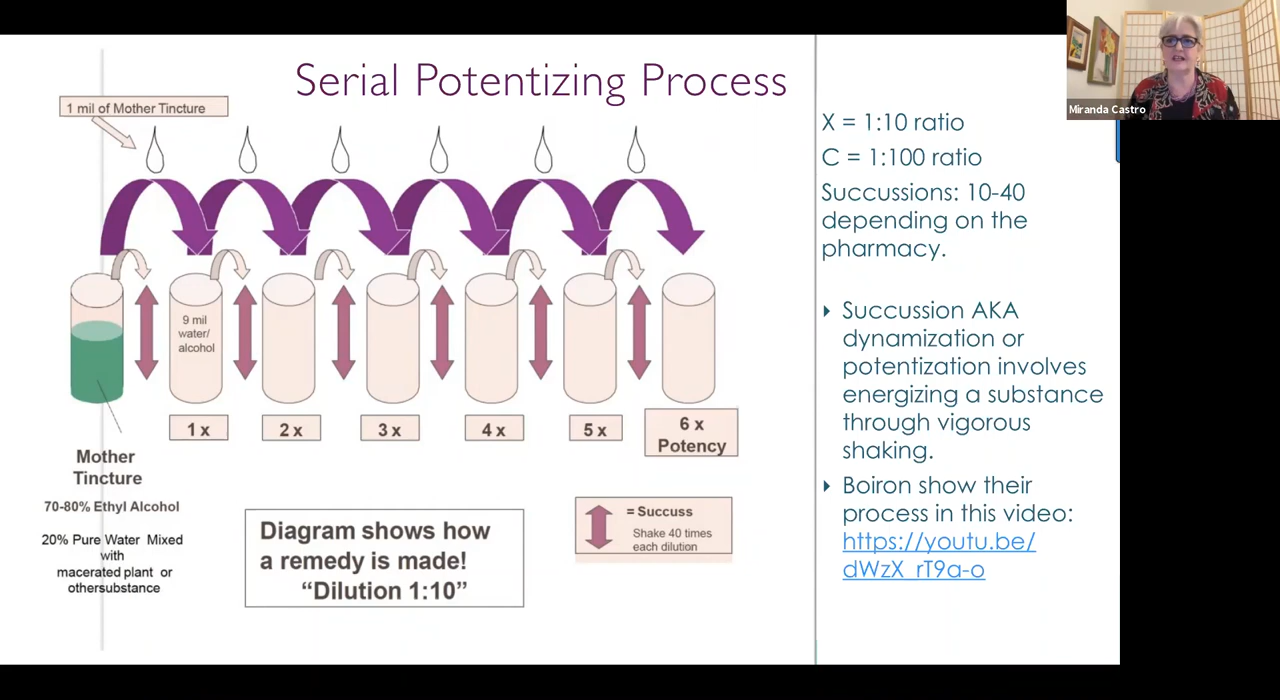 Serial Potentizing Process
1 mil of Mother Tincture
9 mil
water/
alcohol
1 x
2 x
3 x
4 x
5 x
6 x
Potency
Mother
Tincture
70-80% Ethyl Alcohol
20% Pure Water Mixed
with
macerated plant or
othersubstance
Diagram shows how
a remedy is made!
“Dilution 1:10”
= Succuss
Shake 40 times
each dilution
X = 1:10 ratio
C = 1:100 ratio
Succussions: 10-40
depending on the
pharmacy.
Succussion AKA
dynamization or
potentization involves
energizing a substance
through vigorous
shaking.
Boiron show their
process in this video:
https://youtu.be/
dWzX_rT9a-o
Miranda Castro